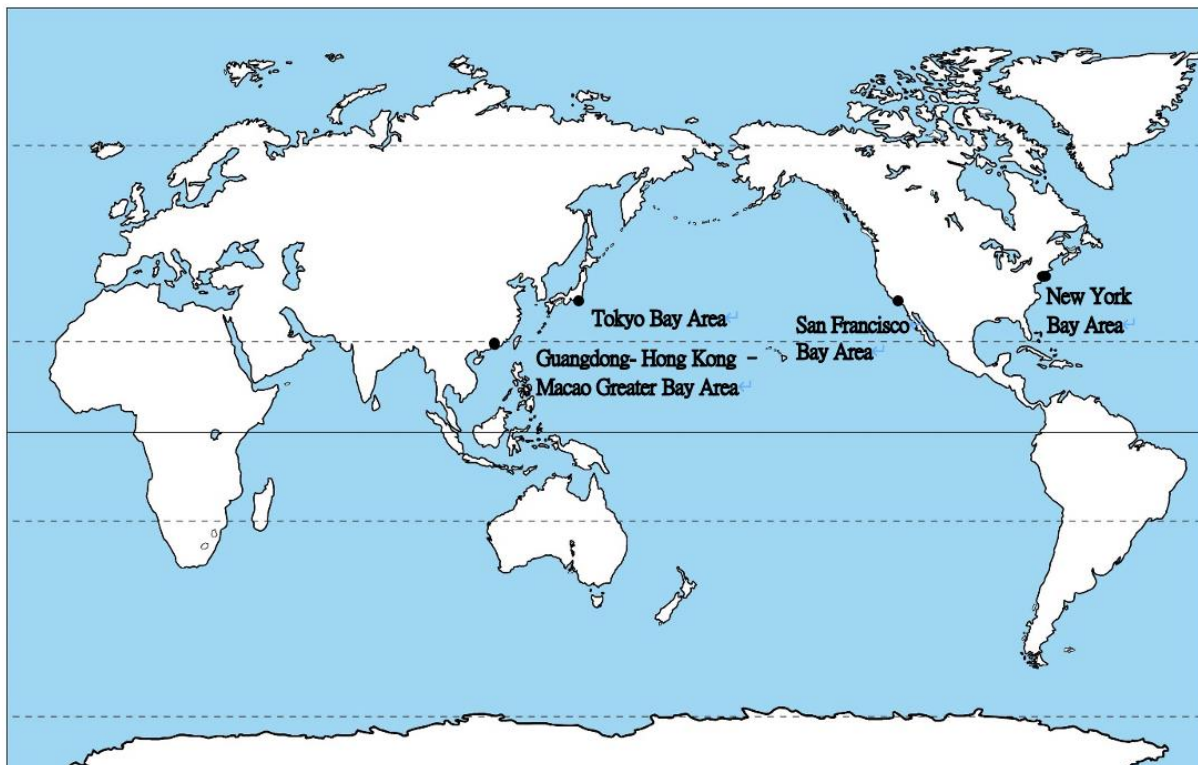 Tokyo Bay Area↵
Guangdong- Hong Kong –
Macao Greater Bay Area↵
San Francisco↵
Bay Area↵
New York
Bay Area↵